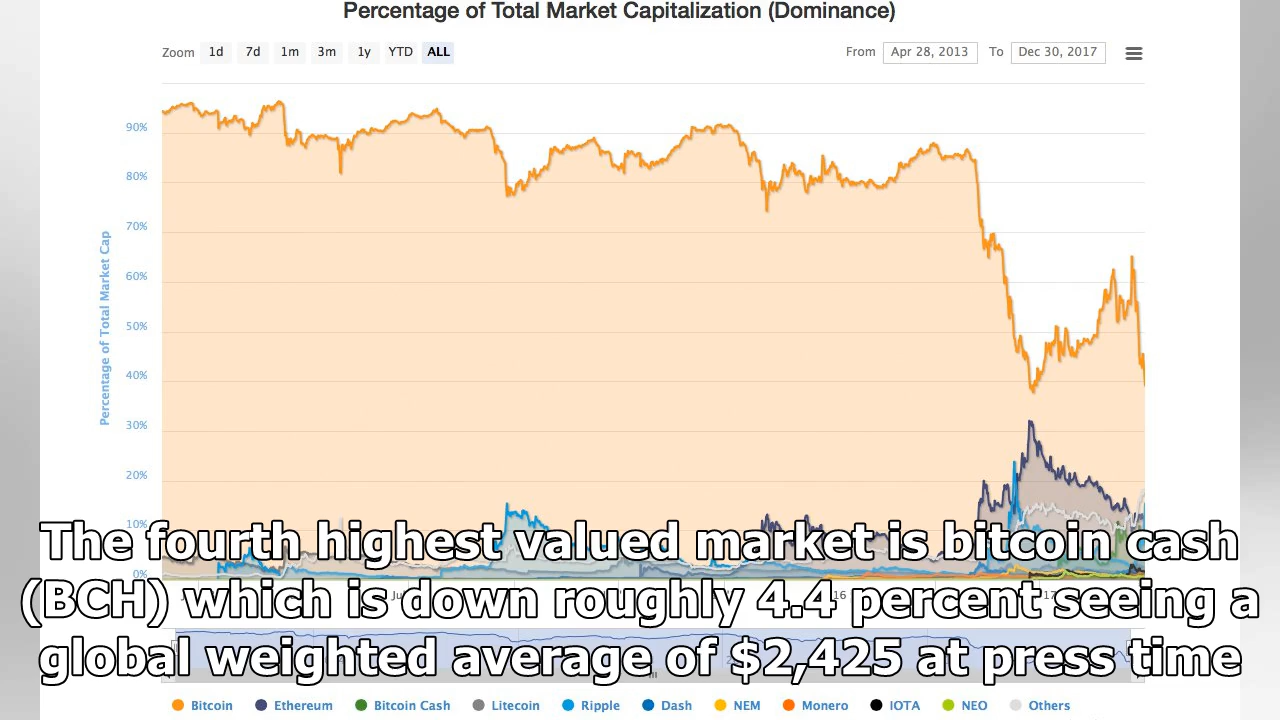 Percentage of Total Market Capitalization (Dominance)
Zoom 1d 7d 1m 3m 1y YTD ALL From Apr 28, 2013 To Dec 30, 2017
90%
80%
70%
60%
50%
40%
30%
20%
10%
0%
Percentage of Total Market Cap
The fourth highest valued market is bitcoin cash
(BCH) which is down roughly 4.4 percent seeing a
global weighted average of $2,425 at press time
Bitcoin Ethereum Bitcoin Cash Litecoin Ripple Dash NEM Monero IOTA NEO Others